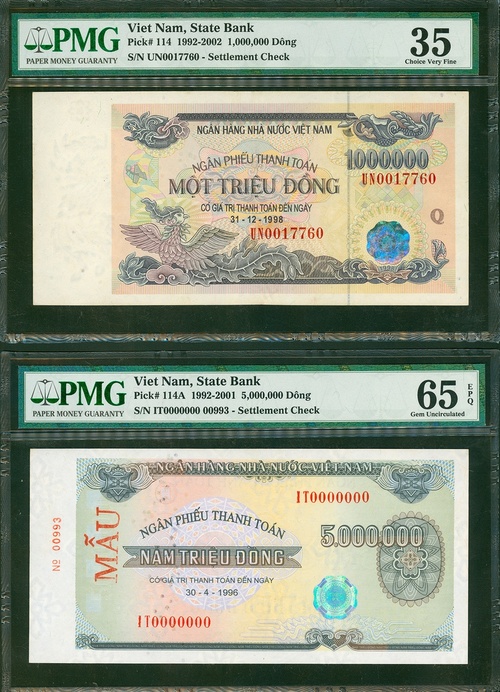 PMG
PAPER MONEY GUARANTY
Viet Nam, State Bank
Pick# 114 1992-2002 1,000,000 Dông
S/N UN0017760 - Settlement Check
35
Choice Very Fine
NGÂN HÀNG NHÀ NƯỚC VIỆT NAM
NGÂN PHIẾU THANH TOÁN
1000000
UN0017760
MỘT TRIỆU ĐỒNG
CÓ GIÁ TRỊ THANH TOÁN ĐẾN NGÀY
31-12-1998
UN0017760
Q
PMG
PAPER MONEY GUARANTY
Viet Nam, State Bank
Pick# 114A 1992-2001 5,000,000 Dông
S/N IT0000000 00993 - Settlement Check
65 EPQ
Gem Uncirculated
NGÂN HÀNG NHÀ NƯỚC VIỆT NAM
IT0000000
MẪU
Nº 00993
NGÂN PHIẾU THANH TOÁN
5.000.000
NĂM TRIỆU ĐỒNG
CÓ GIÁ TRỊ THANH TOÁN ĐẾN NGÀY
30-4-1996
IT0000000